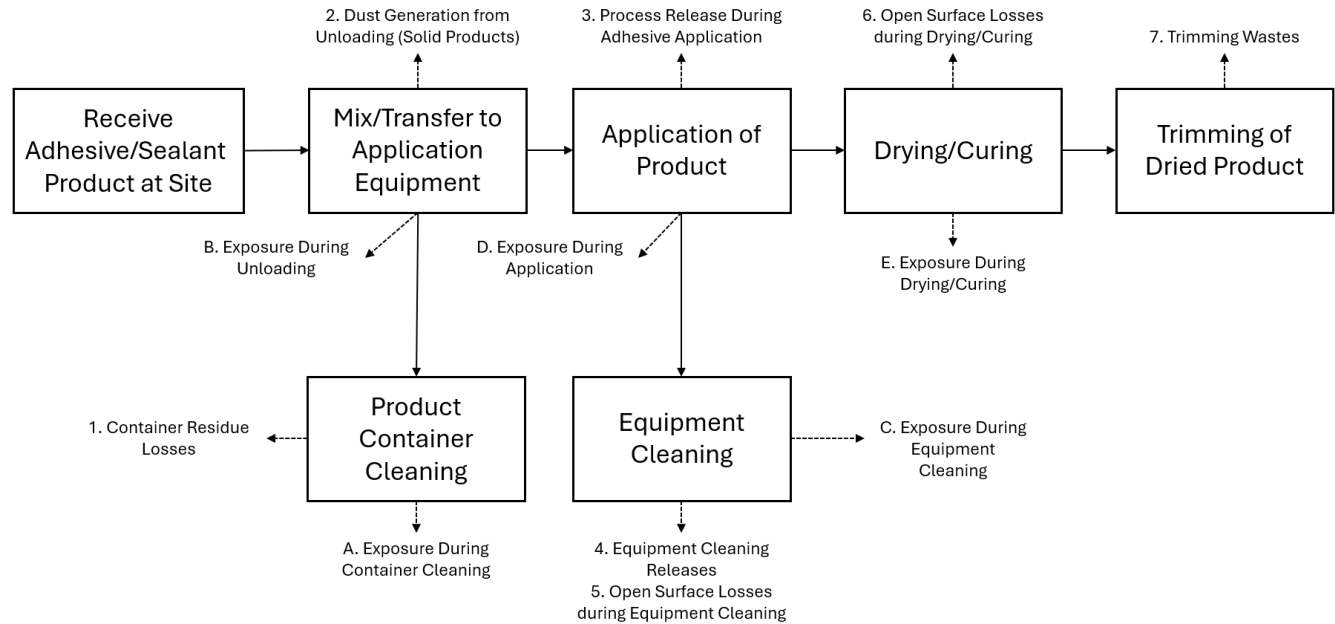 2. Dust Generation from
Unloading (Solid Products)
3. Process Release During
Adhesive Application
6. Open Surface Losses
during Drying/Curing
7. Trimming Wastes
Receive
Adhesive/Sealant
Product at Site
Mix/Transfer to
Application
Equipment
Application of
Product
Drying/Curing
Trimming of
Dried Product
B. Exposure During
Unloading
D. Exposure During
Application
E. Exposure During
Drying/Curing
1. Container Residue
Losses
Product
Container
Cleaning
Equipment
Cleaning
C. Exposure During
Equipment
Cleaning
A. Exposure During
Container Cleaning
4. Equipment Cleaning
Releases
5. Open Surface Losses
during Equipment Cleaning